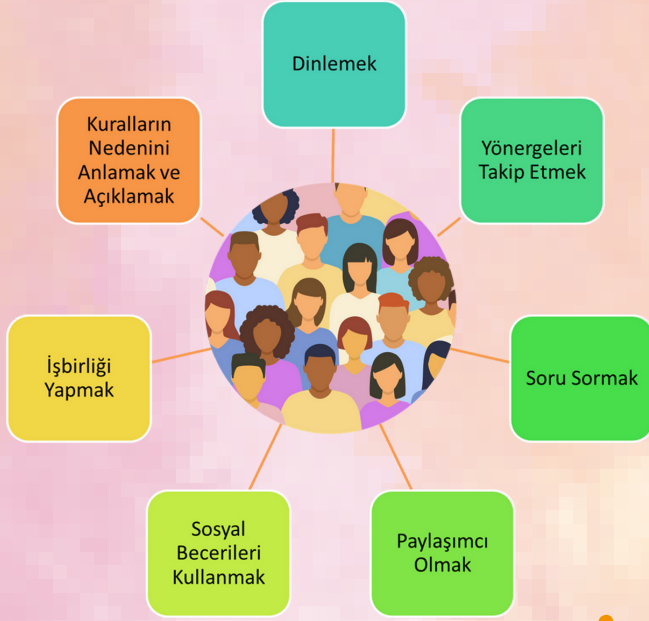 Dinlemek
Yönergeleri
Takip Etmek
Soru Sormak
Paylaşımcı
Olmak
Sosyal
Becerileri
Kullanmak
İşbirliği
Yapmak
Kuralların
Nedenini
Anlamak ve
Açıklamak